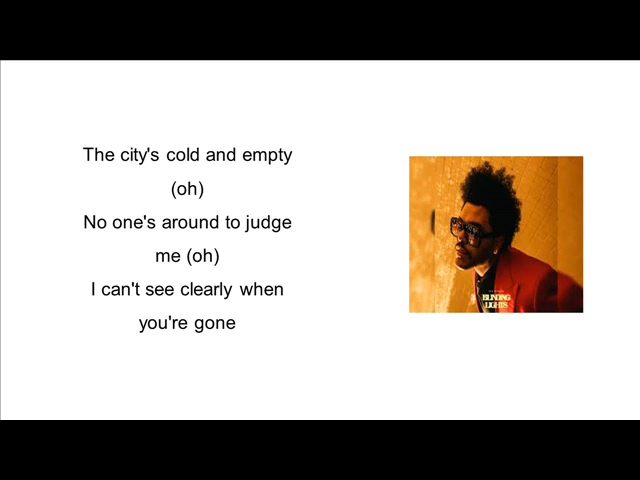 The city's cold and empty
(oh)
No one's around to judge
me (oh)
I can't see clearly when
you're gone
BLINDING
LIGHTS